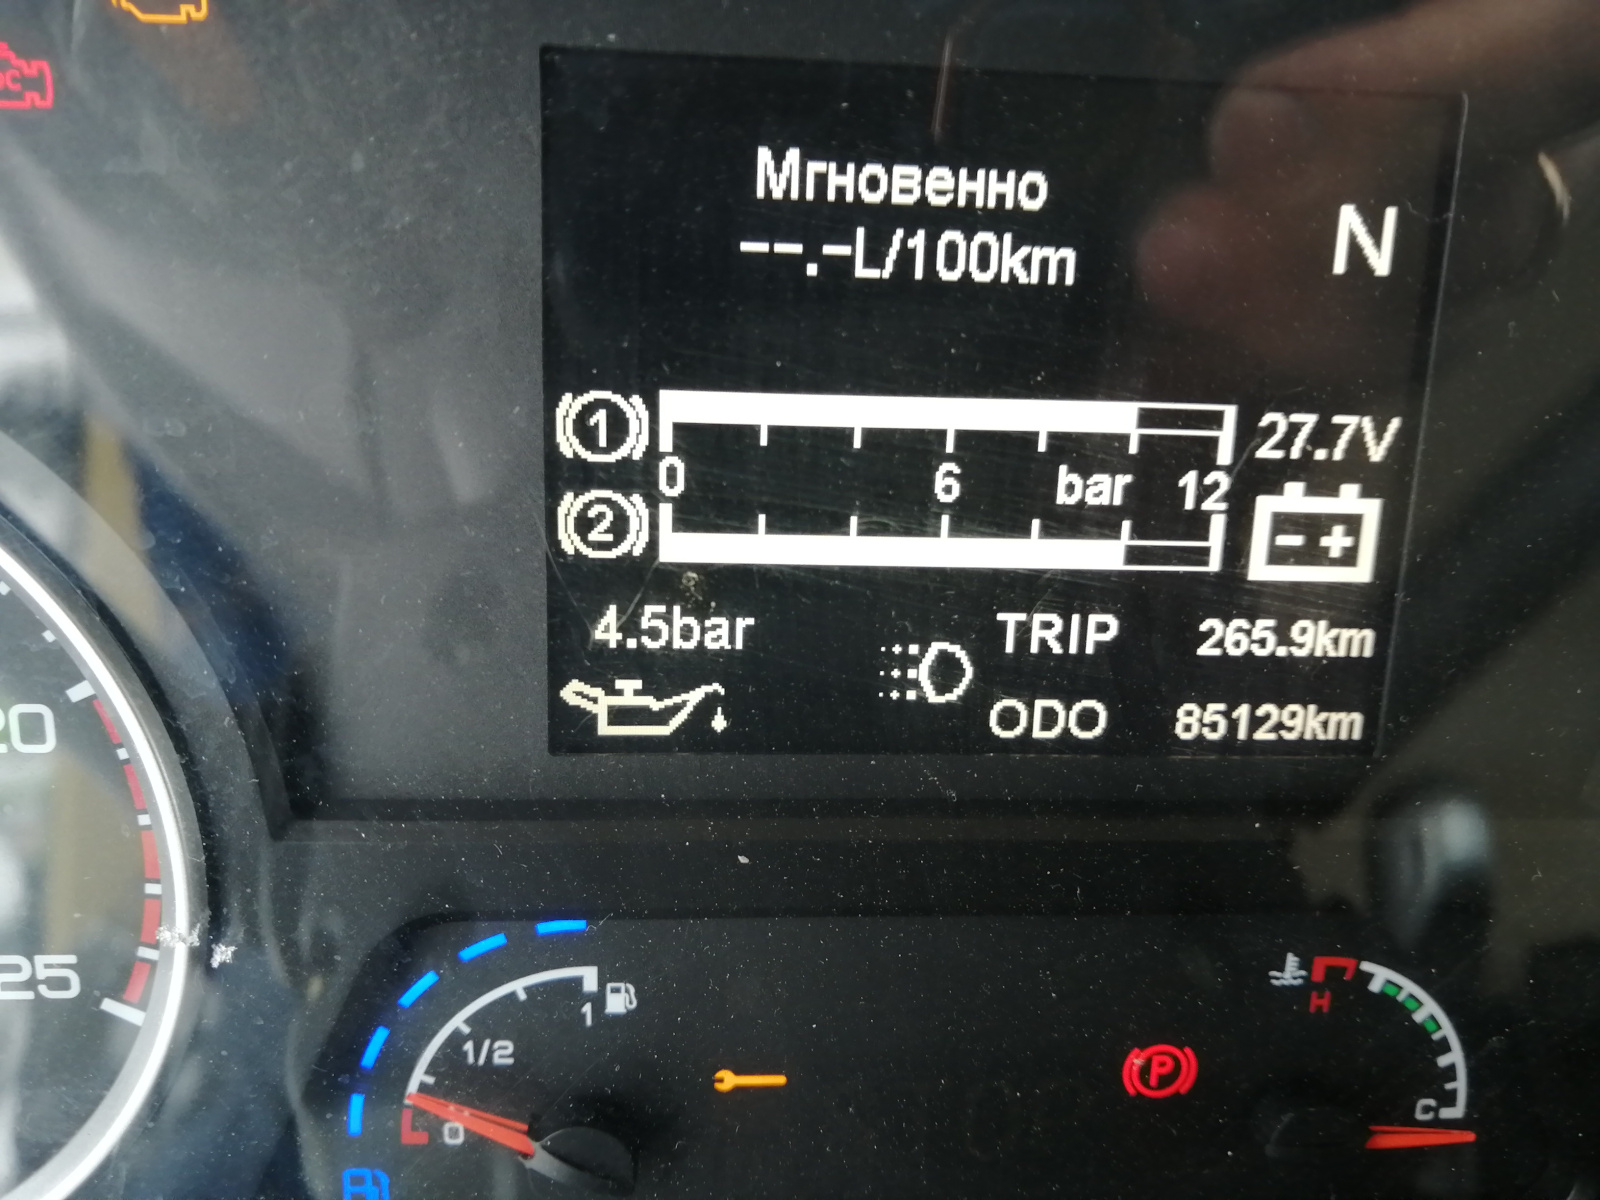 Мгновенно
--.-L/100km
N
1
27.7V
0 6 bar 12
2
- +
4.5bar
TRIP 265.9km
ODO 85129km
20
25
1
1/2
0
P
H
C